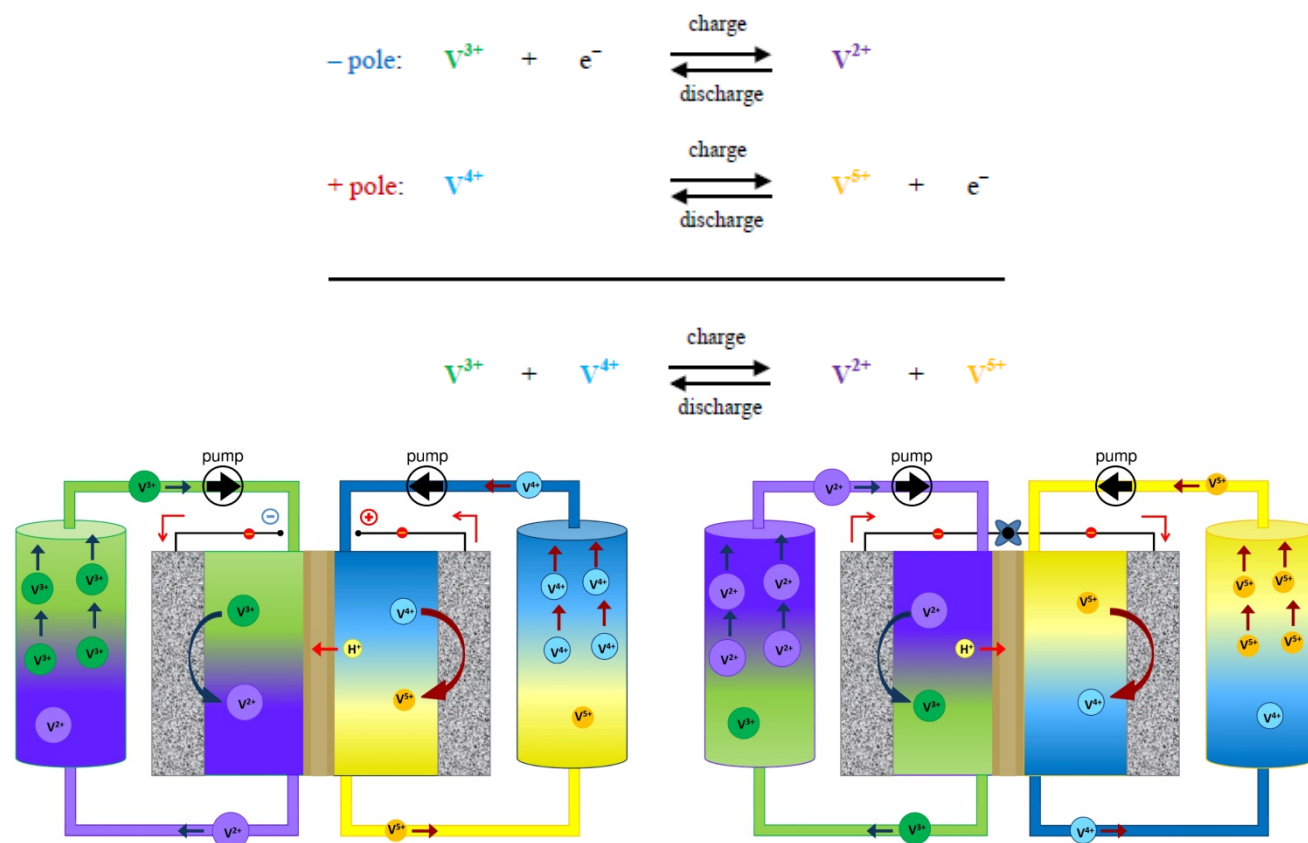 charge
– pole: V³⁺ + e⁻ V²⁺
discharge
charge
+ pole: V⁴⁺ V⁵⁺ + e⁻
discharge
charge
V³⁺ + V⁴⁺ V²⁺ + V⁵⁺
discharge
pump pump pump pump
V³⁺ V⁴⁺ V²⁺ V⁵⁺
− + − −
− −
V³⁺ V³⁺ V³⁺ V⁴⁺ V⁴⁺ V⁴⁺ V²⁺ V²⁺ V²⁺ V⁵⁺ V⁵⁺ V⁵⁺
V³⁺ V³⁺ H⁺ V⁴⁺ V⁴⁺ V²⁺ V²⁺ H⁺ V⁵⁺ V⁵⁺
V²⁺ V²⁺ V⁵⁺ V⁵⁺ V³⁺ V³⁺ V⁴⁺ V⁴⁺
V²⁺ V⁵⁺ V³⁺ V⁴⁺